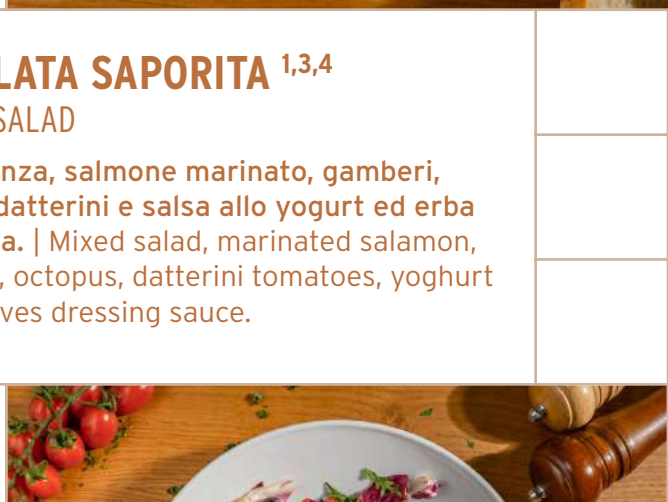 LATA SAPORITA 1,3,4
SALAD
nza, salmone marinato, gamberi,
datterini e salsa allo yogurt ed erba
a. | Mixed salad, marinated salamon,
, octopus, datterini tomatoes, yoghurt
ves dressing sauce.